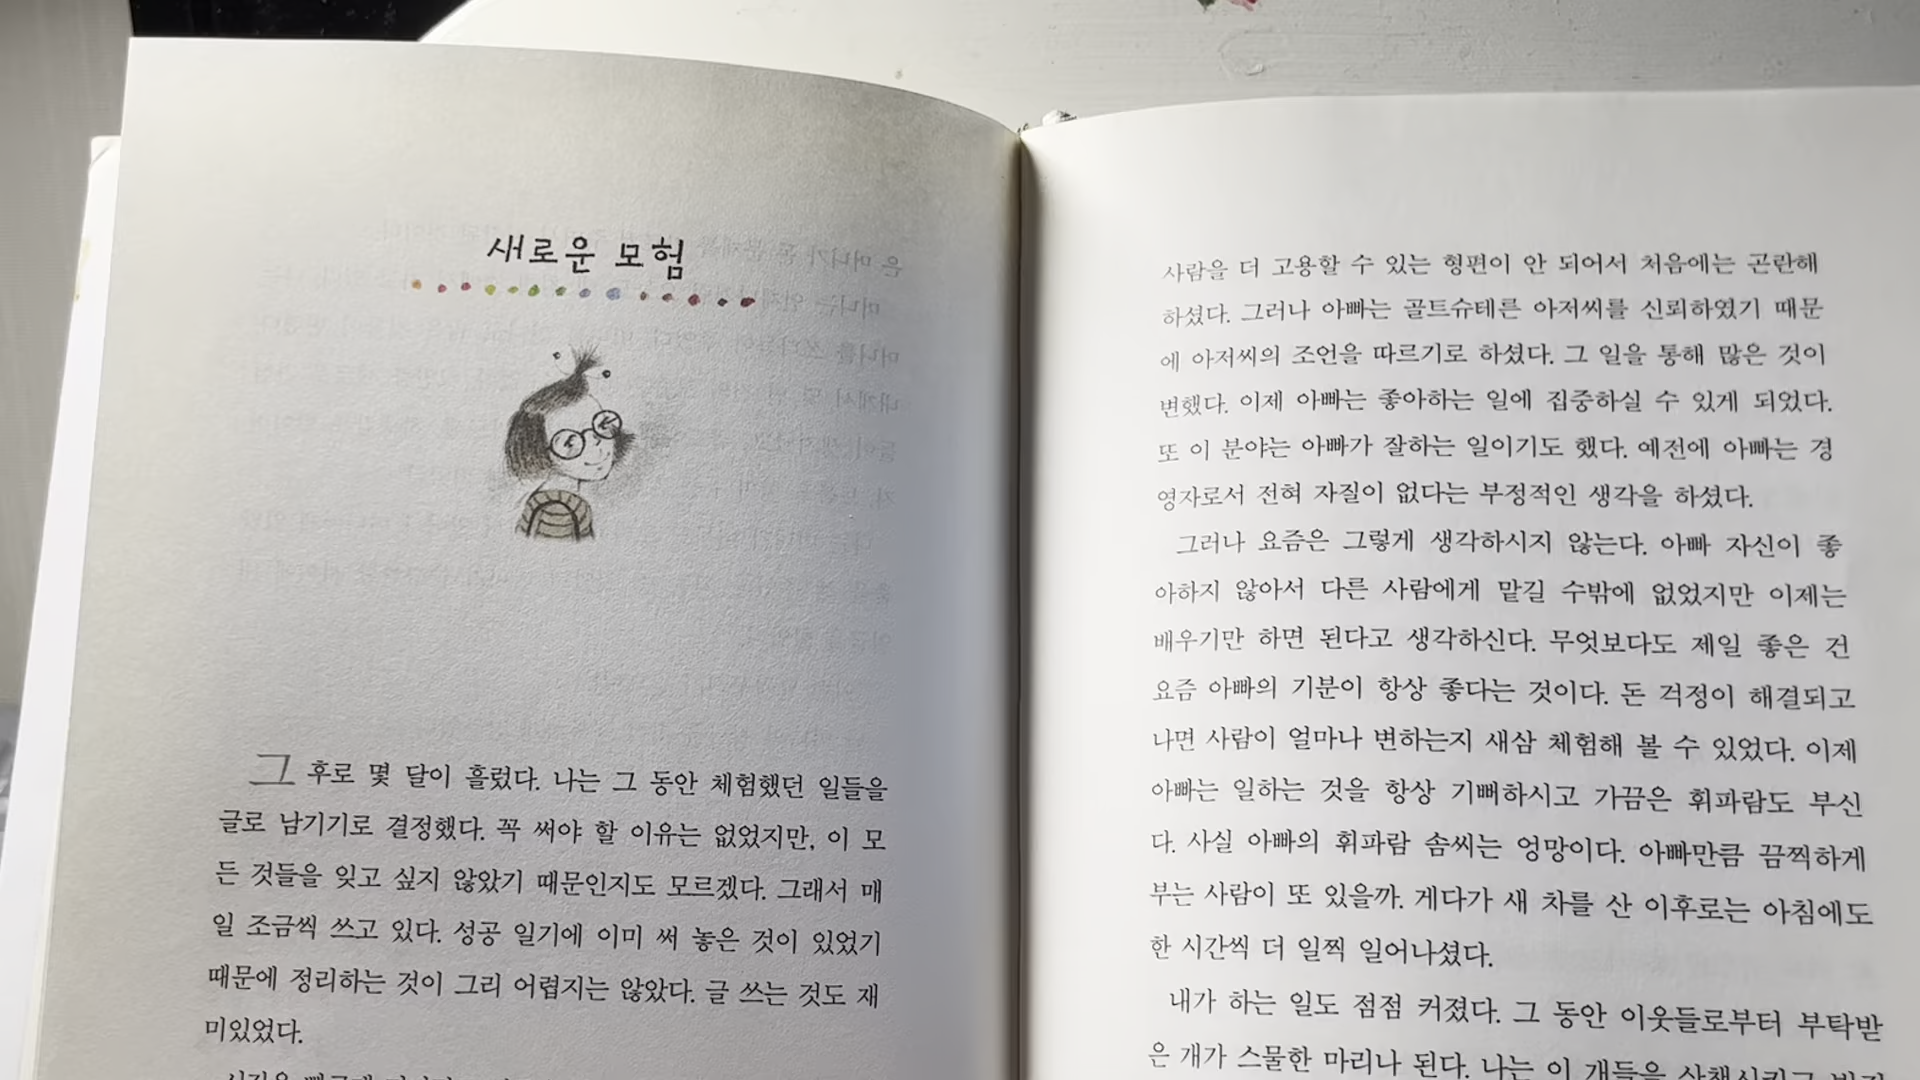 새로운 모험
그 후로 몇 달이 흘렀다. 나는 그 동안 체험했던 일들을
글로 남기기로 결정했다. 꼭 써야 할 이유는 없었지만, 이 모
든 것들을 잊고 싶지 않았기 때문인지도 모르겠다. 그래서 매
일 조금씩 쓰고 있다. 성공 일기에 이미 써 놓은 것이 있었기
때문에 정리하는 것이 그리 어렵지는 않았다. 글 쓰는 것도 재
미있었다.
사람을 더 고용할 수 있는 형편이 안 되어서 처음에는 곤란해
하셨다. 그러나 아빠는 골트슈테른 아저씨를 신뢰하였기 때문
에 아저씨의 조언을 따르기로 하셨다. 그 일을 통해 많은 것이
변했다. 이제 아빠는 좋아하는 일에 집중하실 수 있게 되었다.
또 이 분야는 아빠가 잘하는 일이기도 했다. 예전에 아빠는 경
영자로서 전혀 자질이 없다는 부정적인 생각을 하셨다.
그러나 요즘은 그렇게 생각하시지 않는다. 아빠 자신이 좋
아하지 않아서 다른 사람에게 맡길 수밖에 없었지만 이제는
배우기만 하면 된다고 생각하신다. 무엇보다도 제일 좋은 건
요즘 아빠의 기분이 항상 좋다는 것이다. 돈 걱정이 해결되고
나면 사람이 얼마나 변하는지 새삼 체험해 볼 수 있었다. 이제
아빠는 일하는 것을 항상 기뻐하시고 가끔은 휘파람도 부신
다. 사실 아빠의 휘파람 솜씨는 엉망이다. 아빠만큼 끔찍하게
부는 사람이 또 있을까. 게다가 새 차를 산 이후로는 아침에도
한 시간씩 더 일찍 일어나셨다.
내가 하는 일도 점점 커졌다. 그 동안 이웃들로부터 부탁받
은 개가 스물한 마리나 된다. 나는 이 개들을 산책시키고